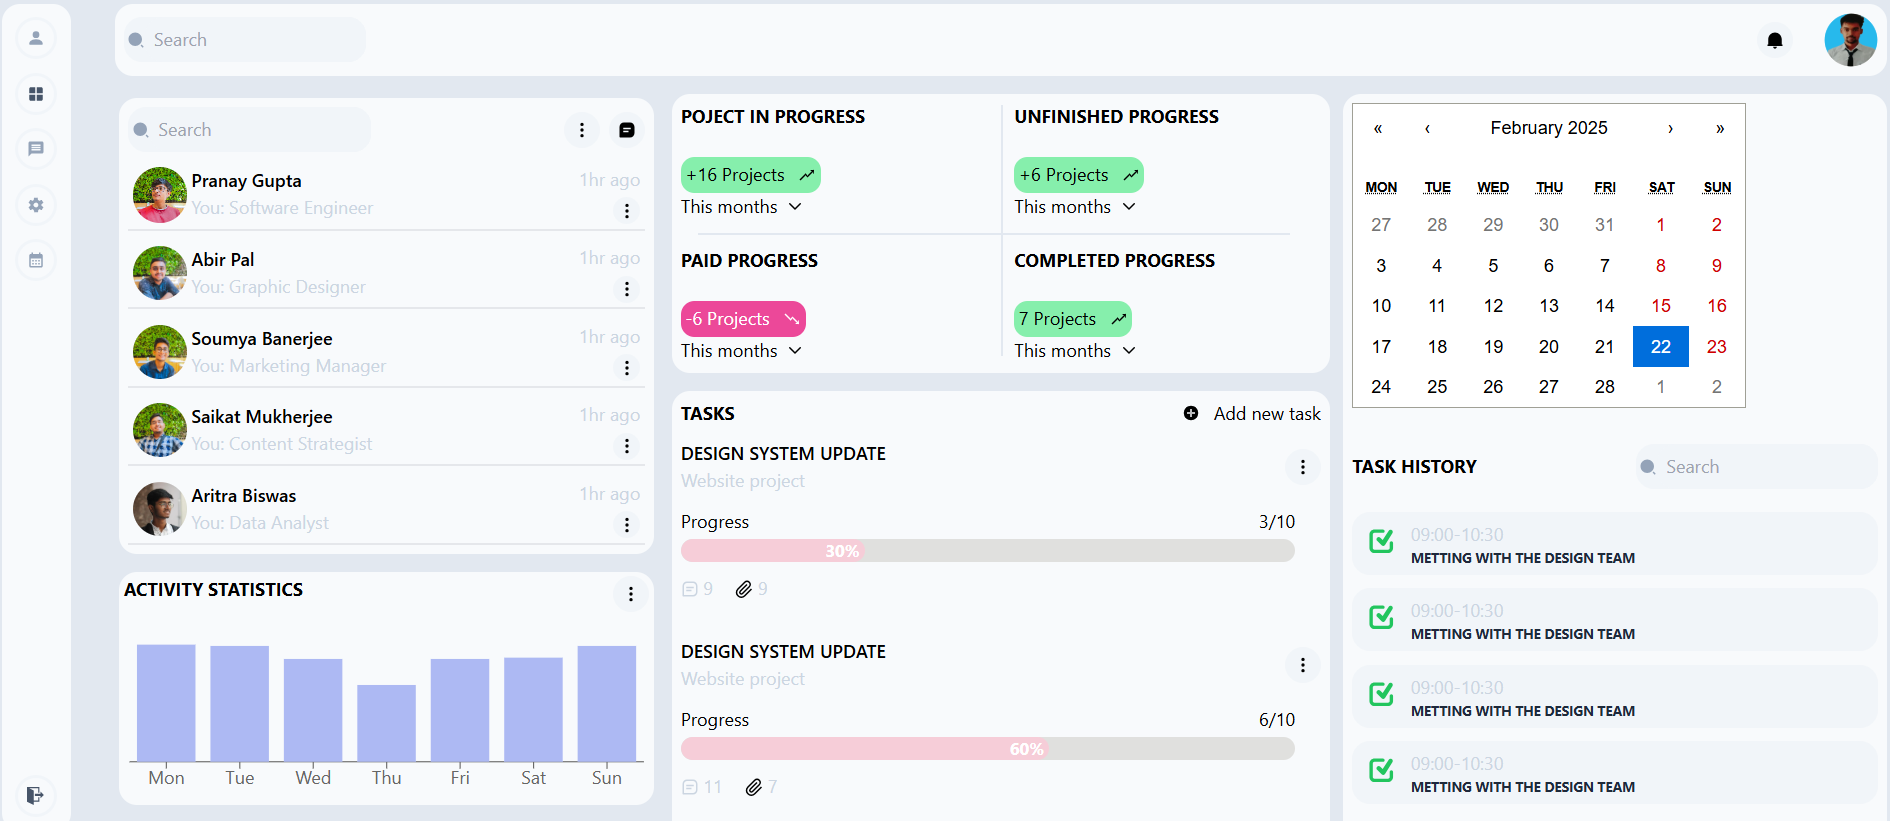 Search
Search
Pranay Gupta
1hr ago
You: Software Engineer
Abir Pal
1hr ago
You: Graphic Designer
Soumya Banerjee
1hr ago
You: Marketing Manager
Saikat Mukherjee
1hr ago
You: Content Strategist
Aritra Biswas
1hr ago
You: Data Analyst
ACTIVITY STATISTICS
Mon Tue Wed Thu Fri Sat Sun
POJECT IN PROGRESS
+16 Projects
This months
UNFINISHED PROGRESS
+6 Projects
This months
PAID PROGRESS
-6 Projects
This months
COMPLETED PROGRESS
7 Projects
This months
TASKS
Add new task
DESIGN SYSTEM UPDATE
Website project
Progress 3/10
30%
9 9
DESIGN SYSTEM UPDATE
Website project
Progress 6/10
60%
11 7
« ‹ February 2025 › »
MON TUE WED THU FRI SAT SUN
27 28 29 30 31 1 2
3 4 5 6 7 8 9
10 11 12 13 14 15 16
17 18 19 20 21 22 23
24 25 26 27 28 1 2
TASK HISTORY
Search
09:00-10:30
METTING WITH THE DESIGN TEAM
09:00-10:30
METTING WITH THE DESIGN TEAM
09:00-10:30
METTING WITH THE DESIGN TEAM
09:00-10:30
METTING WITH THE DESIGN TEAM